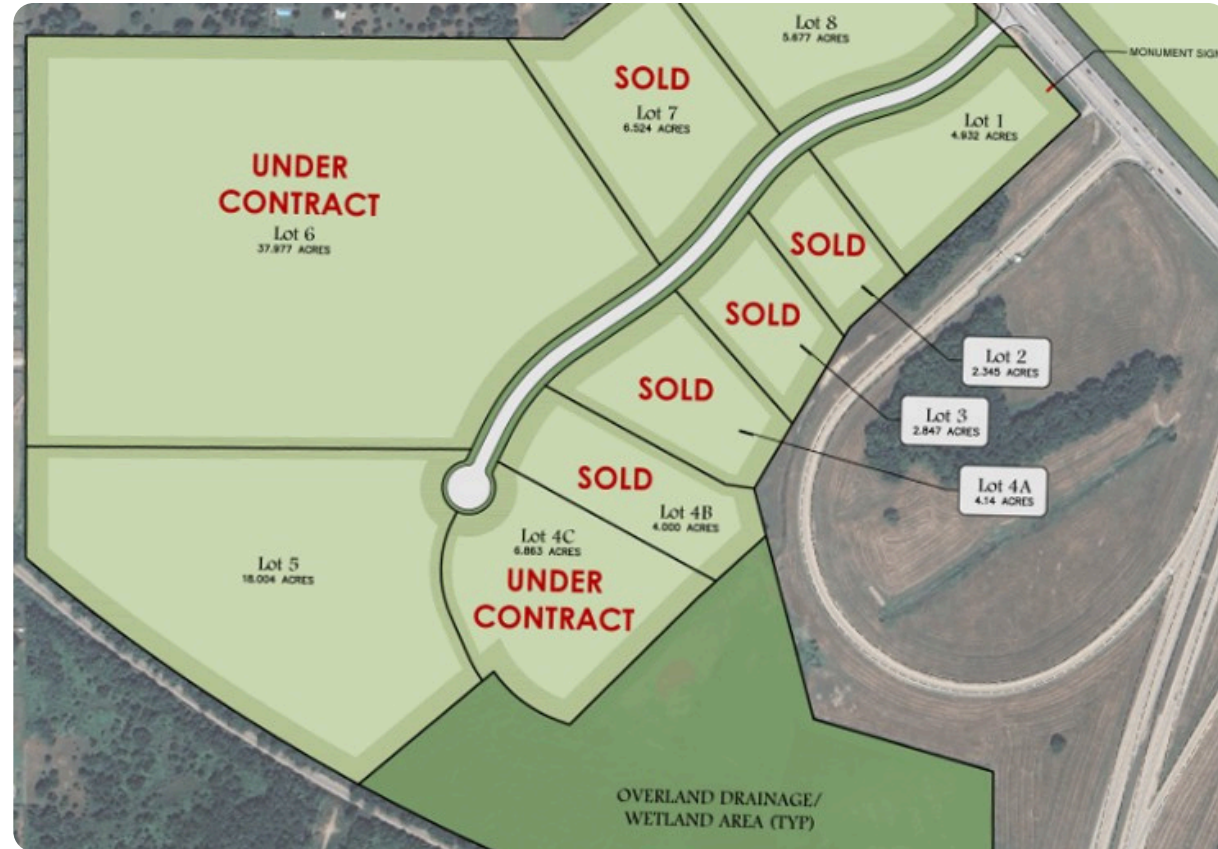 Lot 8
5.677 ACRES
MONUMENT SIGN
SOLD
Lot 7
6.524 ACRES
Lot 1
4.932 ACRES
UNDER
CONTRACT
Lot 6
37.977 ACRES
SOLD
SOLD
Lot 2
2.345 ACRES
SOLD
Lot 3
2.847 ACRES
SOLD
Lot 4A
4.14 ACRES
Lot 4B
4.000 ACRES
Lot 4C
6.863 ACRES
UNDER
CONTRACT
Lot 5
18.004 ACRES
OVERLAND DRAINAGE/
WETLAND AREA (TYP)